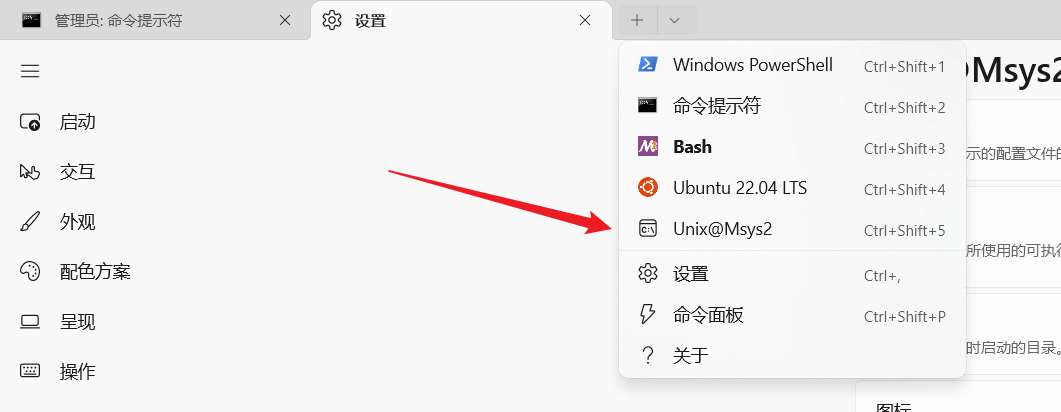 管理员: 命令提示符
设置
启动
交互
外观
配色方案
呈现
操作
Windows PowerShell Ctrl+Shift+1
命令提示符 Ctrl+Shift+2
Bash Ctrl+Shift+3
Ubuntu 22.04 LTS Ctrl+Shift+4
Unix@Msys2 Ctrl+Shift+5
设置 Ctrl+,
命令面板 Ctrl+Shift+P
关于
@Msys2
示的配置文件的
所使用的可执行
时启动的目录。
图标